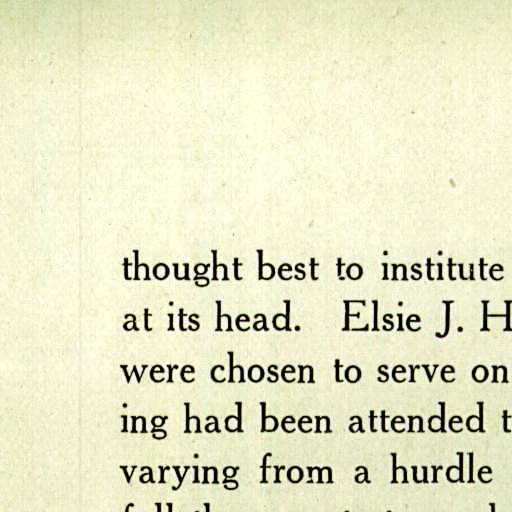 thought best to institute
at its head. Elsie J. H
were chosen to serve on
ing had been attended t
varying from a hurdle